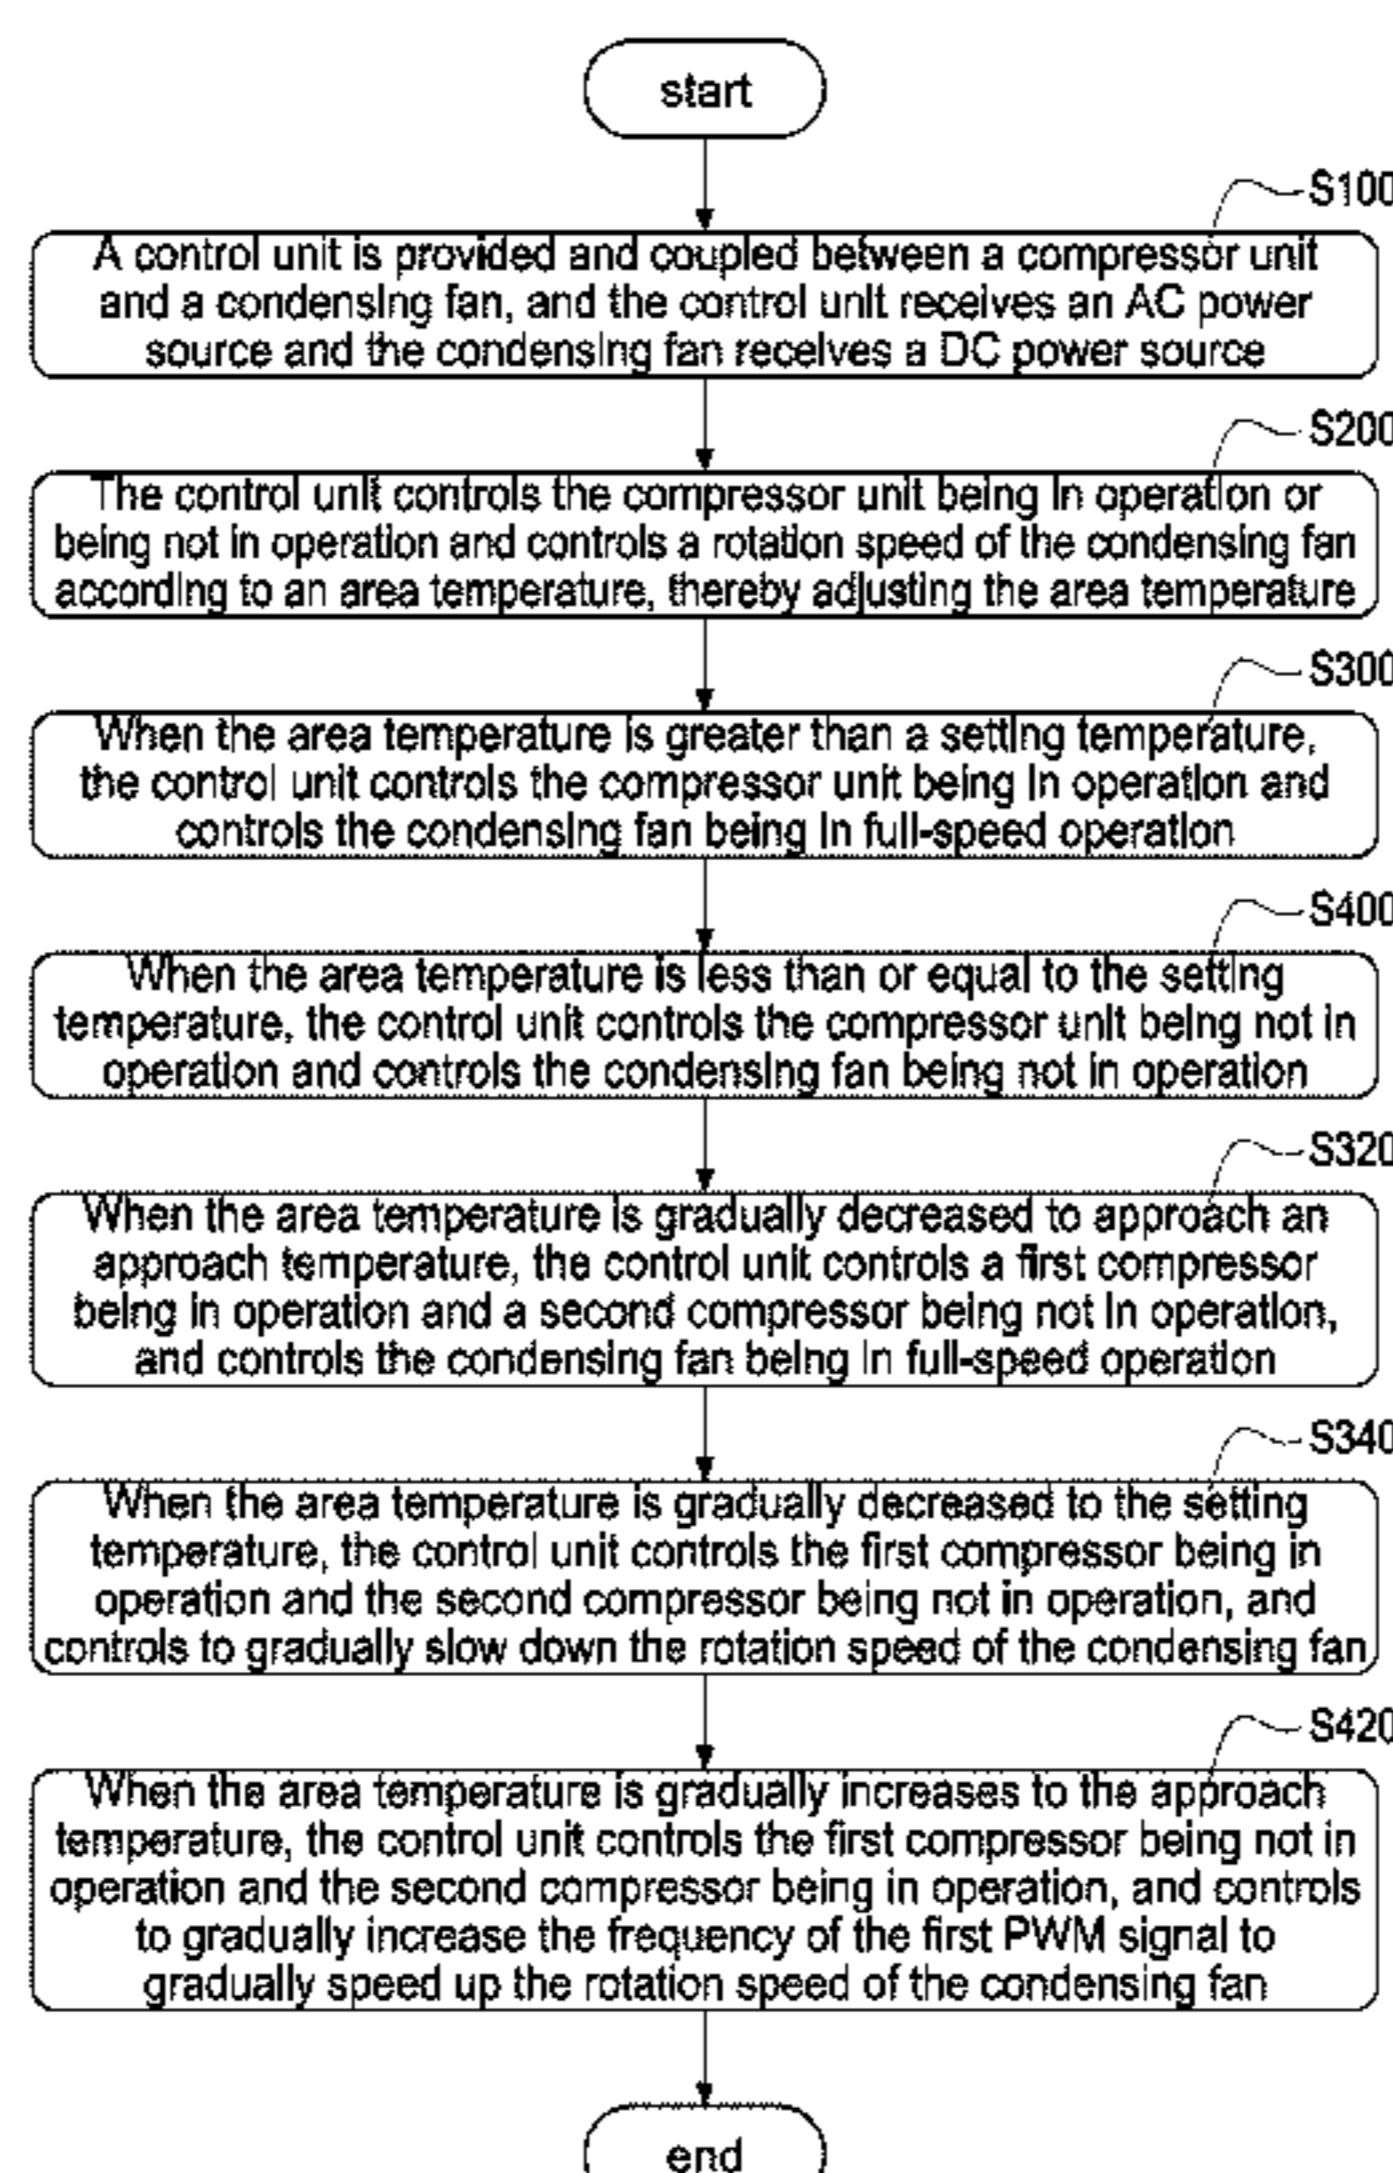 start
S100
A control unit is provided and coupled between a compressor unit
and a condensing fan, and the control unit receives an AC power
source and the condensing fan receives a DC power source
S200
The control unit controls the compressor unit being in operation or
being not in operation and controls a rotation speed of the condensing fan
according to an area temperature, thereby adjusting the area temperature
S300
When the area temperature is greater than a setting temperature,
the control unit controls the compressor unit being in operation and
controls the condensing fan being in full-speed operation
S400
When the area temperature is less than or equal to the setting
temperature, the control unit controls the compressor unit being not in
operation and controls the condensing fan being not in operation
S320
When the area temperature is gradually decreased to approach an
approach temperature, the control unit controls a first compressor
being in operation and a second compressor being not in operation,
and controls the condensing fan being in full-speed operation
S340
When the area temperature is gradually decreased to the setting
temperature, the control unit controls the first compressor being in
operation and the second compressor being not in operation, and
controls to gradually slow down the rotation speed of the condensing fan
S420
When the area temperature is gradually increases to the approach
temperature, the control unit controls the first compressor being not in
operation and the second compressor being in operation, and controls
to gradually increase the frequency of the first PWM signal to
gradually speed up the rotation speed of the condensing fan
end